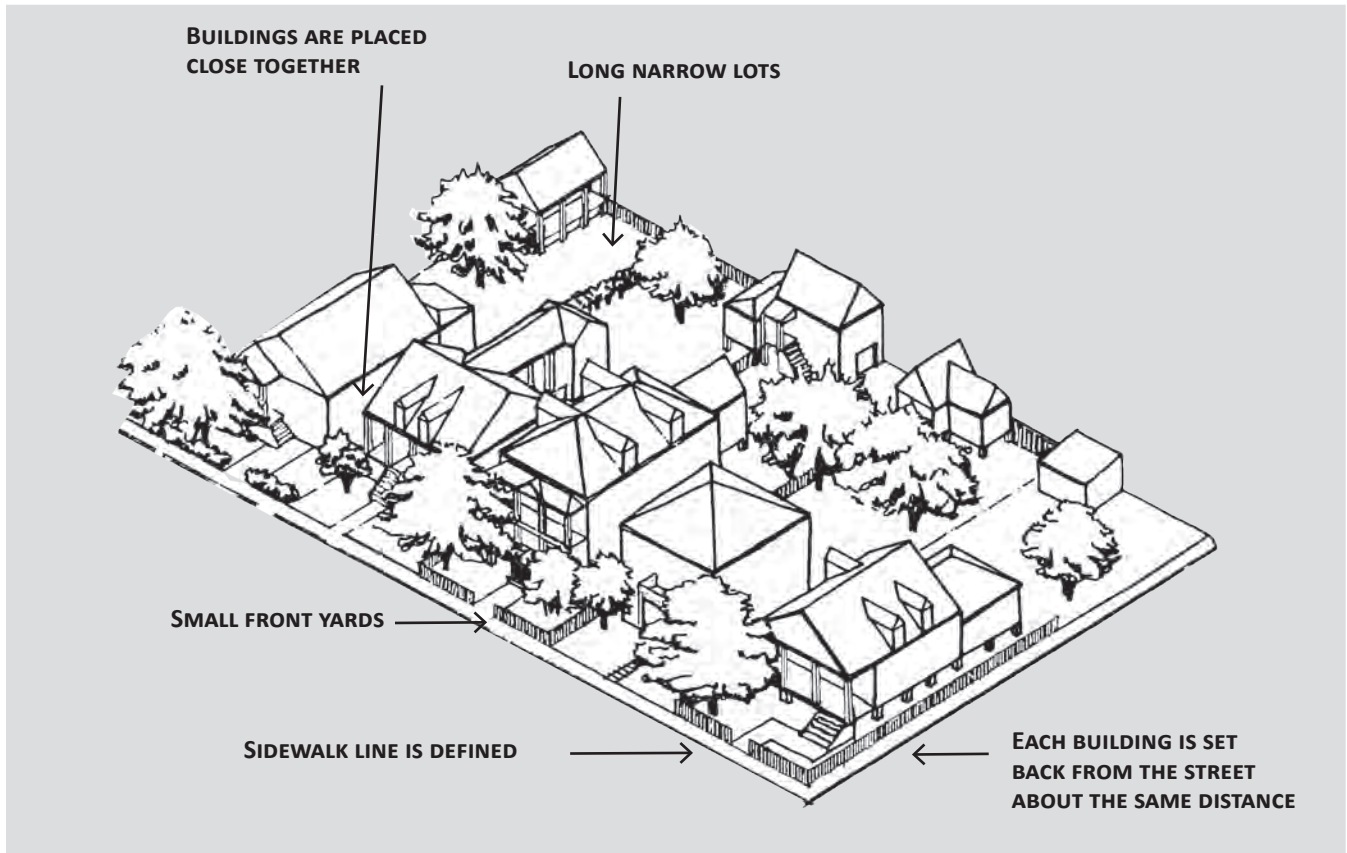 BUILDINGS ARE PLACED
CLOSE TOGETHER
LONG NARROW LOTS
SMALL FRONT YARDS
SIDEWALK LINE IS DEFINED
EACH BUILDING IS SET
BACK FROM THE STREET
ABOUT THE SAME DISTANCE